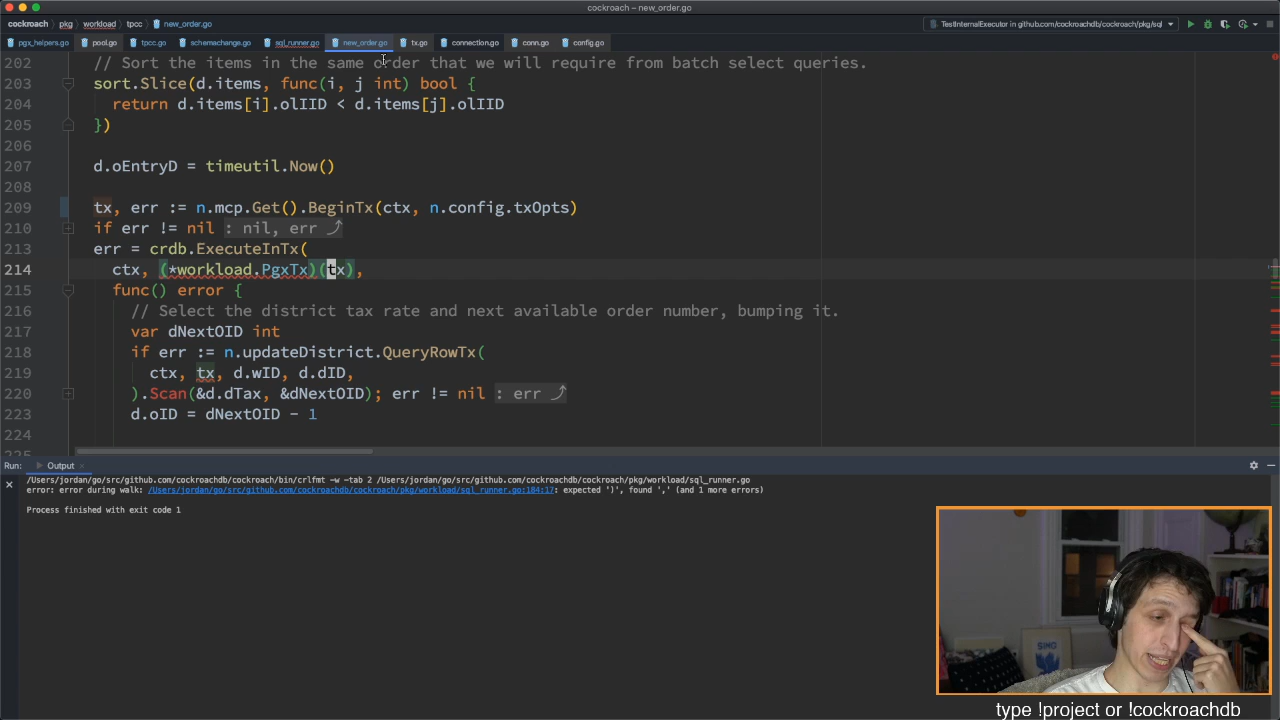 cockroach – new_order.go
cockroach pkg workload tpcc new_order.go
TestInternalExecutor in github.com/cockroachdb/cockroach/pkg/sql
pgx_helpers.go pool.go tpcc.go schemachange.go sql_runner.go new_order.go tx.go connection.go conn.go config.go
202 // Sort the items in the same order that we will require from batch select queries.
203 sort.Slice(d.items, func(i, j int) bool {
204 return d.items[i].olIID < d.items[j].olIID
205 })
206
207 d.oEntryD = timeutil.Now()
208
209 tx, err := n.mcp.Get().BeginTx(ctx, n.config.txOpts)
210 if err != nil : nil, err
213 err = crdb.ExecuteInTx(
214 ctx, (*workload.PgxTx)(tx),
215 func() error {
216 // Select the district tax rate and next available order number, bumping it.
217 var dNextOID int
218 if err := n.updateDistrict.QueryRowTx(
219 ctx, tx, d.wID, d.dID,
220 ).Scan(&d.dTax, &dNextOID); err != nil : err
223 d.oID = dNextOID - 1
224
225
Run: Output
/Users/jordan/go/src/github.com/cockroachdb/cockroach/bin/crlfmt -w -tab 2 /Users/jordan/go/src/github.com/cockroachdb/cockroach/pkg/workload/sql_runner.go
error: error during walk: /Users/jordan/go/src/github.com/cockroachdb/cockroach/pkg/workload/sql_runner.go:184:17: expected ')', found ',' (and 1 more errors)
Process finished with exit code 1
SING
type !project or !cockroachdb